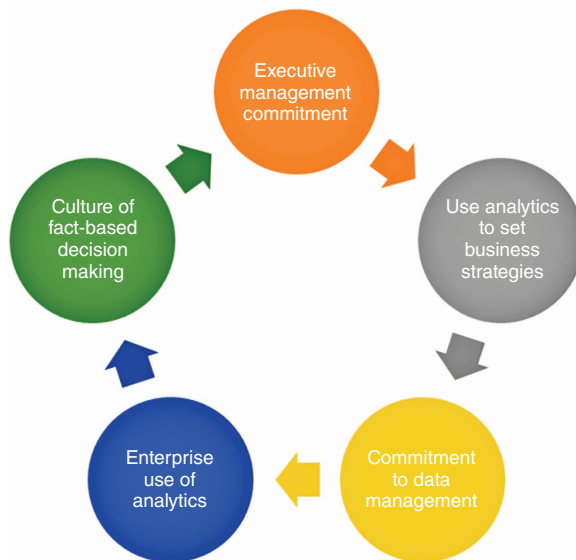 Executive
management
commitment
Use analytics
to set
business
strategies
Commitment
to data
management
Enterprise
use of
analytics
Culture of
fact-based
decision
making